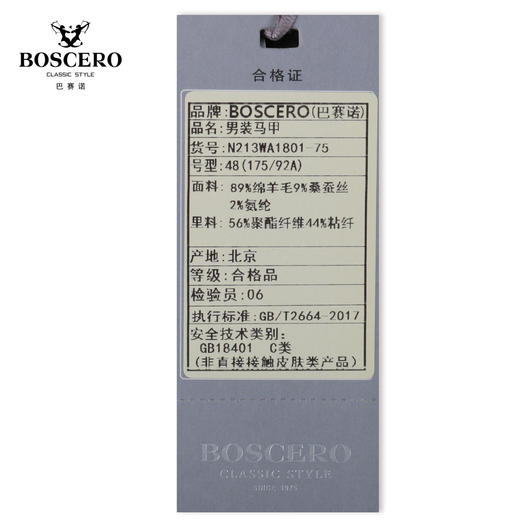 BOSCERO
CLASSIC STYLE
巴赛诺
合格证
品牌:BOSCERO(巴赛诺)
品名:男装马甲
货号:N213WA1801-75
号型:48(175/92A)
面料: 89%绵羊毛9%桑蚕丝
2%氨纶
里料: 56%聚酯纤维44%粘纤
产地:北京
等级:合格品
检验员:06
执行标准:GB/T2664-2017
安全技术类别:
GB18401 C类
(非直接接触皮肤类产品)
BOSCERO
CLASSIC STYLE
SINCE 1975